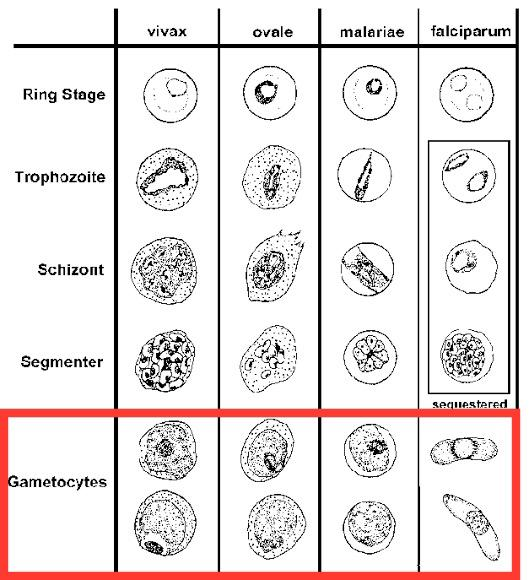 vivax ovale malariae falciparum
Ring Stage
Trophozoite
Schizont
Segmenter
sequestered
Gametocytes